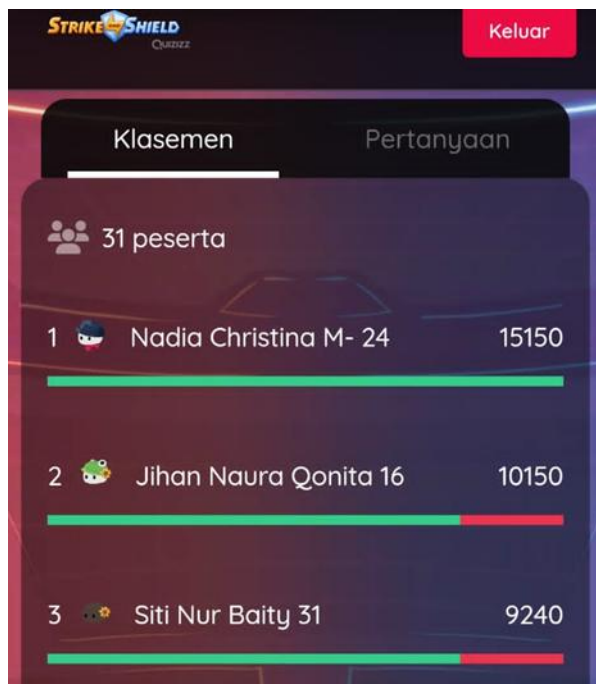 STRIKE SHIELD
QUIZIZZ
Keluar
Klasemen Pertanyaan
31 peserta
1 Nadia Christina M- 24 15150
2 Jihan Naura Qonita 16 10150
3 Siti Nur Baity 31 9240